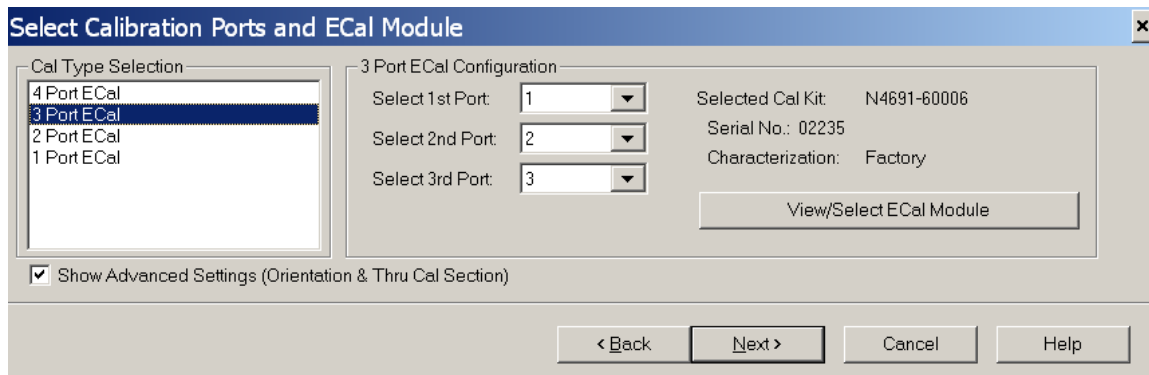 Select Calibration Ports and ECal Module
Cal Type Selection
4 Port ECal
3 Port ECal
2 Port ECal
1 Port ECal
3 Port ECal Configuration
Select 1st Port: 1
Select 2nd Port: 2
Select 3rd Port: 3
Selected Cal Kit: N4691-60006
Serial No.: 02235
Characterization: Factory
View/Select ECal Module
Show Advanced Settings (Orientation & Thru Cal Section)
< Back Next > Cancel Help